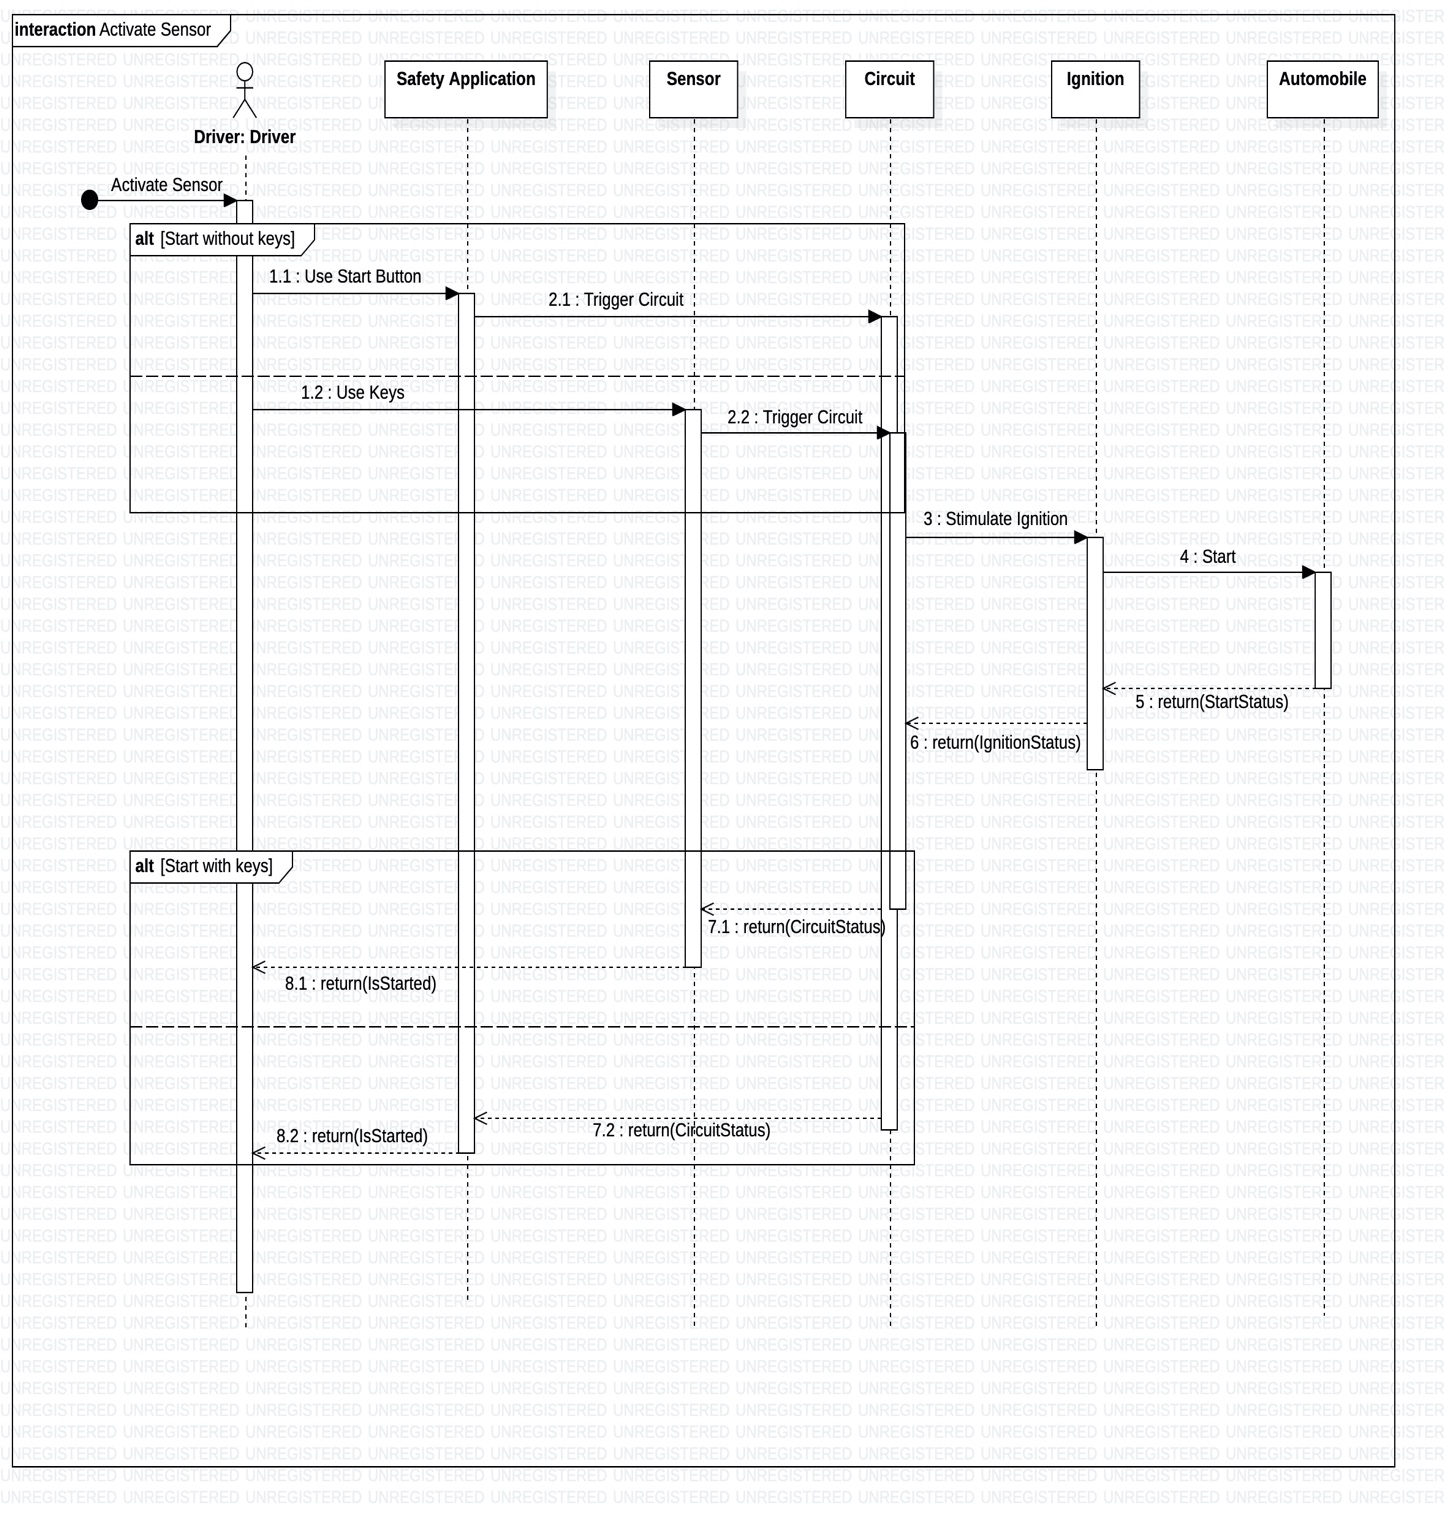 interaction Activate Sensor
Safety Application
Sensor
Circuit
Ignition
Automobile
Driver: Driver
Activate Sensor
alt [Start without keys]
1.1 : Use Start Button
2.1 : Trigger Circuit
1.2 : Use Keys
2.2 : Trigger Circuit
3 : Stimulate Ignition
4 : Start
5 : return(StartStatus)
6 : return(IgnitionStatus)
alt [Start with keys]
7.1 : return(CircuitStatus)
8.1 : return(IsStarted)
7.2 : return(CircuitStatus)
8.2 : return(IsStarted)
UNREGISTERED